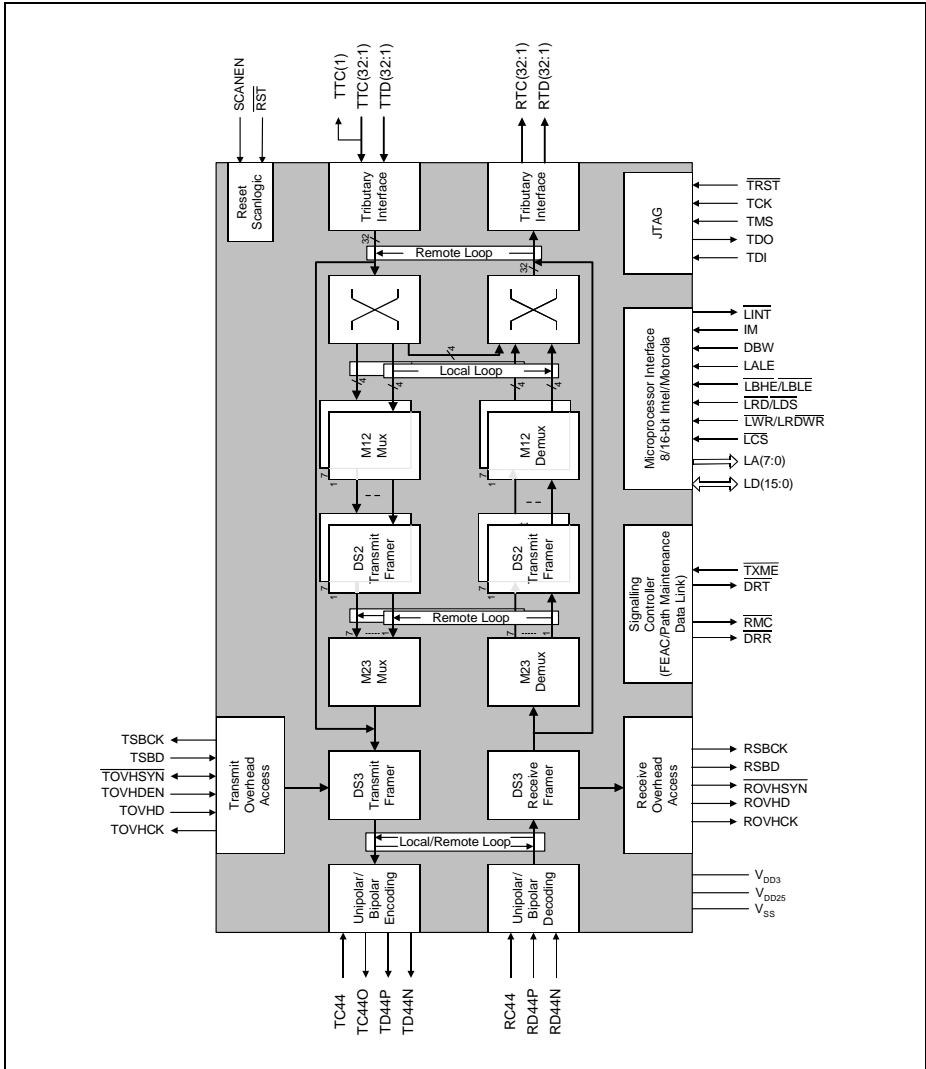 SCANEN
RST
TTC(1)
TTC(32:1)
TTD(32:1)
RTC(32:1)
RTD(32:1)
Reset
Scanlogic
Tributary
Interface
Tributary
Interface
JTAG
TRST
TCK
TMS
TDO
TDI
32
Remote Loop
32
4
4
4
Local Loop
4
4
Microprocessor Interface
8/16-bit Intel/Motorola
LINT
IM
DBW
LALE
LBHE/LBLE
LRD/LDS
LWR/LRDWR
LCS
LA(7:0)
LD(15:0)
M12
Mux
7
1
M12
Demux
7
1
DS2
Transmit
Framer
7
1
DS2
Transmit
Framer
7
1
Signalling
Controller
(FEAC/Path Maintenance
Data Link)
TXME
DRT
RMC
DRR
Remote Loop
7
1
7
1
M23
Mux
M23
Demux
TSBCK
TSBD
TOVHSYN
TOVHDEN
TOVHD
TOVHCK
Transmit
Overhead
Access
DS3
Transmit
Framer
DS3
Receive
Framer
Receive
Overhead
Access
RSBCK
RSBD
ROVHSYN
ROVHD
ROVHCK
Local/Remote Loop
Unipolar/
Bipolar
Encoding
Unipolar/
Bipolar
Decoding
VDD3
VDD25
VSS
TC44
TC44O
TD44P
TD44N
RC44
RD44P
RD44N